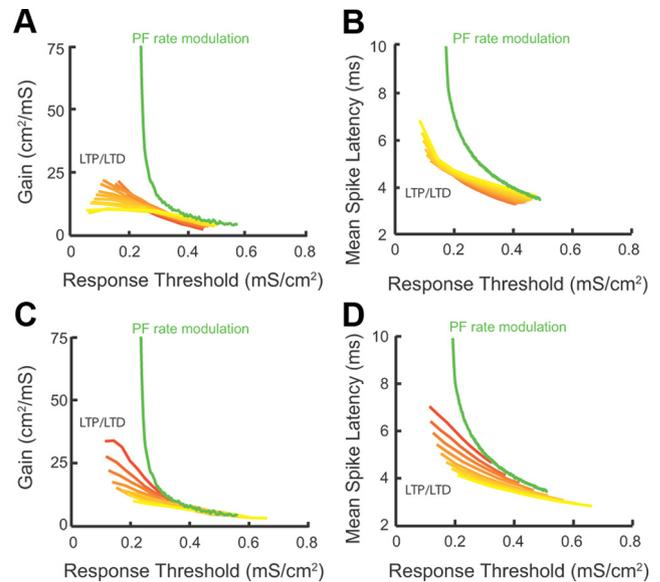 A
PF rate modulation
75
50
25
0
LTP/LTD
Gain (cm²/mS)
0.2 0.4 0.6 0.8
Response Threshold (mS/cm²)
B
PF rate modulation
10
8
6
4
2
LTP/LTD
Mean Spike Latency (ms)
0 0.2 0.4 0.6 0.8
Response Threshold (mS/cm²)
C
PF rate modulation
75
25
0
LTP/LTD
Gain (cm²/mS)
0.2 0.4 0.6 0.8
Response Threshold (mS/cm²)
D
PF rate modulation
10
8
6
4
2
LTP/LTD
Mean Spike Latency (ms)
0 0.2 0.4 0.6 0.8
Response Threshold (mS/cm²)